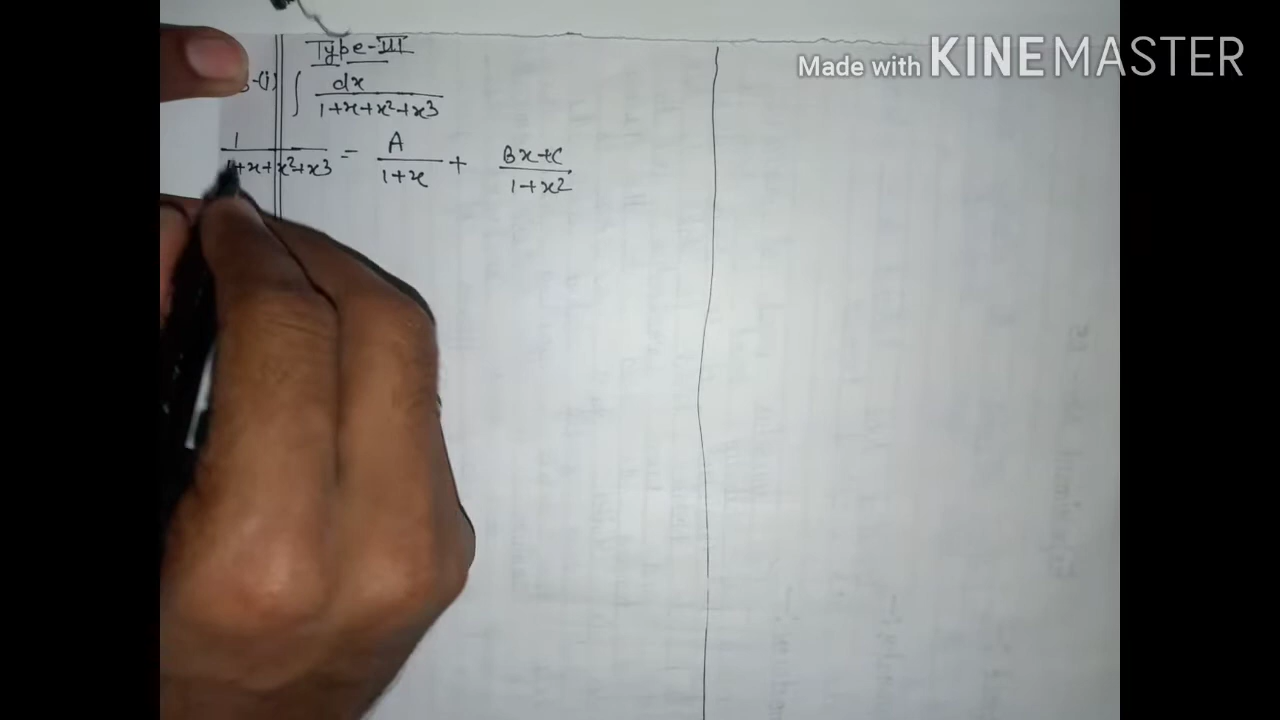 Made with KINEMASTER
Type-III
-(i) ∫ dx / 1+x+x²+x³
1 / 1+x+x²+x³ = A / 1+x + Bx+C / 1+x²